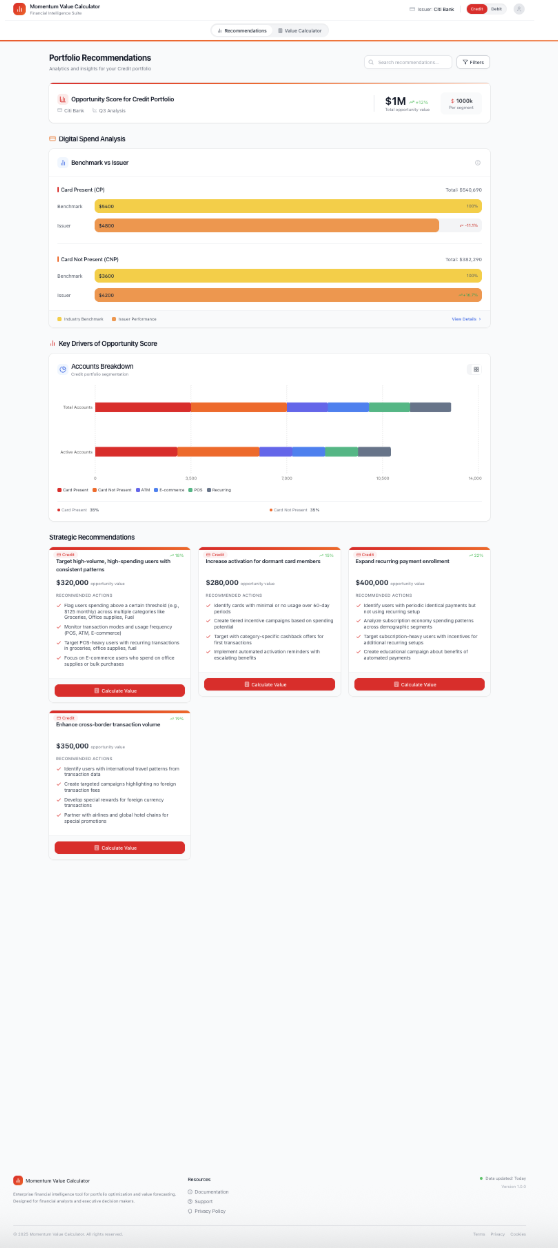 Momentum Value Calculator
Financial Intelligence Suite
Issuer: Citi Bank
Credit
Debit
Recommendations
Value Calculator
Portfolio Recommendations
Analytics and insights for your Credit portfolio
Search recommendations...
Filters
Opportunity Score for Credit Portfolio
Citi Bank
Q3 Analysis
$1M
Total opportunity value
$ 1000k
Per segment
Digital Spend Analysis
Benchmark vs Issuer
Card Present (CP)
Total: $540,690
Benchmark
$5600
100%
Issuer
$4800
Card Not Present (CNP)
Benchmark
$3600
100%
Issuer
$4200
Industry Benchmark
Issuer Performance
View Details >
Key Drivers of Opportunity Score
Accounts Breakdown
Credit portfolio segmentation
Total Accounts
Active Accounts
0
3,500
7,000
10,500
14,000
Card Present
Card Not Present
ATM
E-commerce
POS
Recurring
Card Present 35%
Card Not Present 35%
Strategic Recommendations
Credit
Target high-volume, high-spending users with
consistent patterns
$320,000 opportunity value
RECOMMENDED ACTIONS
Flag users spending above a certain threshold (e.g.,
$125 monthly) across multiple categories like
Groceries, Office supplies, Fuel
Monitor transaction modes and usage frequency
(POS, ATM, E-commerce)
Target POS-heavy users with recurring transactions
in groceries, office supplies, fuel
Focus on E-commerce users who spend on office
supplies or bulk purchases
Calculate Value
Credit
Increase activation for dormant card members
$280,000 opportunity value
RECOMMENDED ACTIONS
Identify cards with minimal or no usage over 60-day
periods
Create tiered incentive campaigns based on spending
potential
Target with category-specific cashback offers for
first transactions
Implement automated activation reminders with
escalating benefits
Calculate Value
Credit
Expand recurring payment enrollment
$400,000 opportunity value
RECOMMENDED ACTIONS
Identify users with periodic identical payments but
not using recurring setup
Analyze subscription economy spending patterns
across demographic segments
Target subscription-heavy users with incentives for
additional recurring setups
Create educational campaign about benefits of
automated payments
Calculate Value
Credit
Enhance cross-border transaction volume
$350,000 opportunity value
RECOMMENDED ACTIONS
Identify users with international travel patterns from
transaction data
Create targeted campaigns highlighting no foreign
transaction fees
Develop special rewards for foreign currency
transactions
Partner with airlines and global hotel chains for
special promotions
Calculate Value
Momentum Value Calculator
Enterprise financial intelligence tool for portfolio optimization and value forecasting.
Designed for financial analysts and executive decision makers.
Resources
Documentation
Support
Privacy Policy
Data updated: Today
© 2025 Momentum Value Calculator. All rights reserved.
Terms
Privacy
Cookies